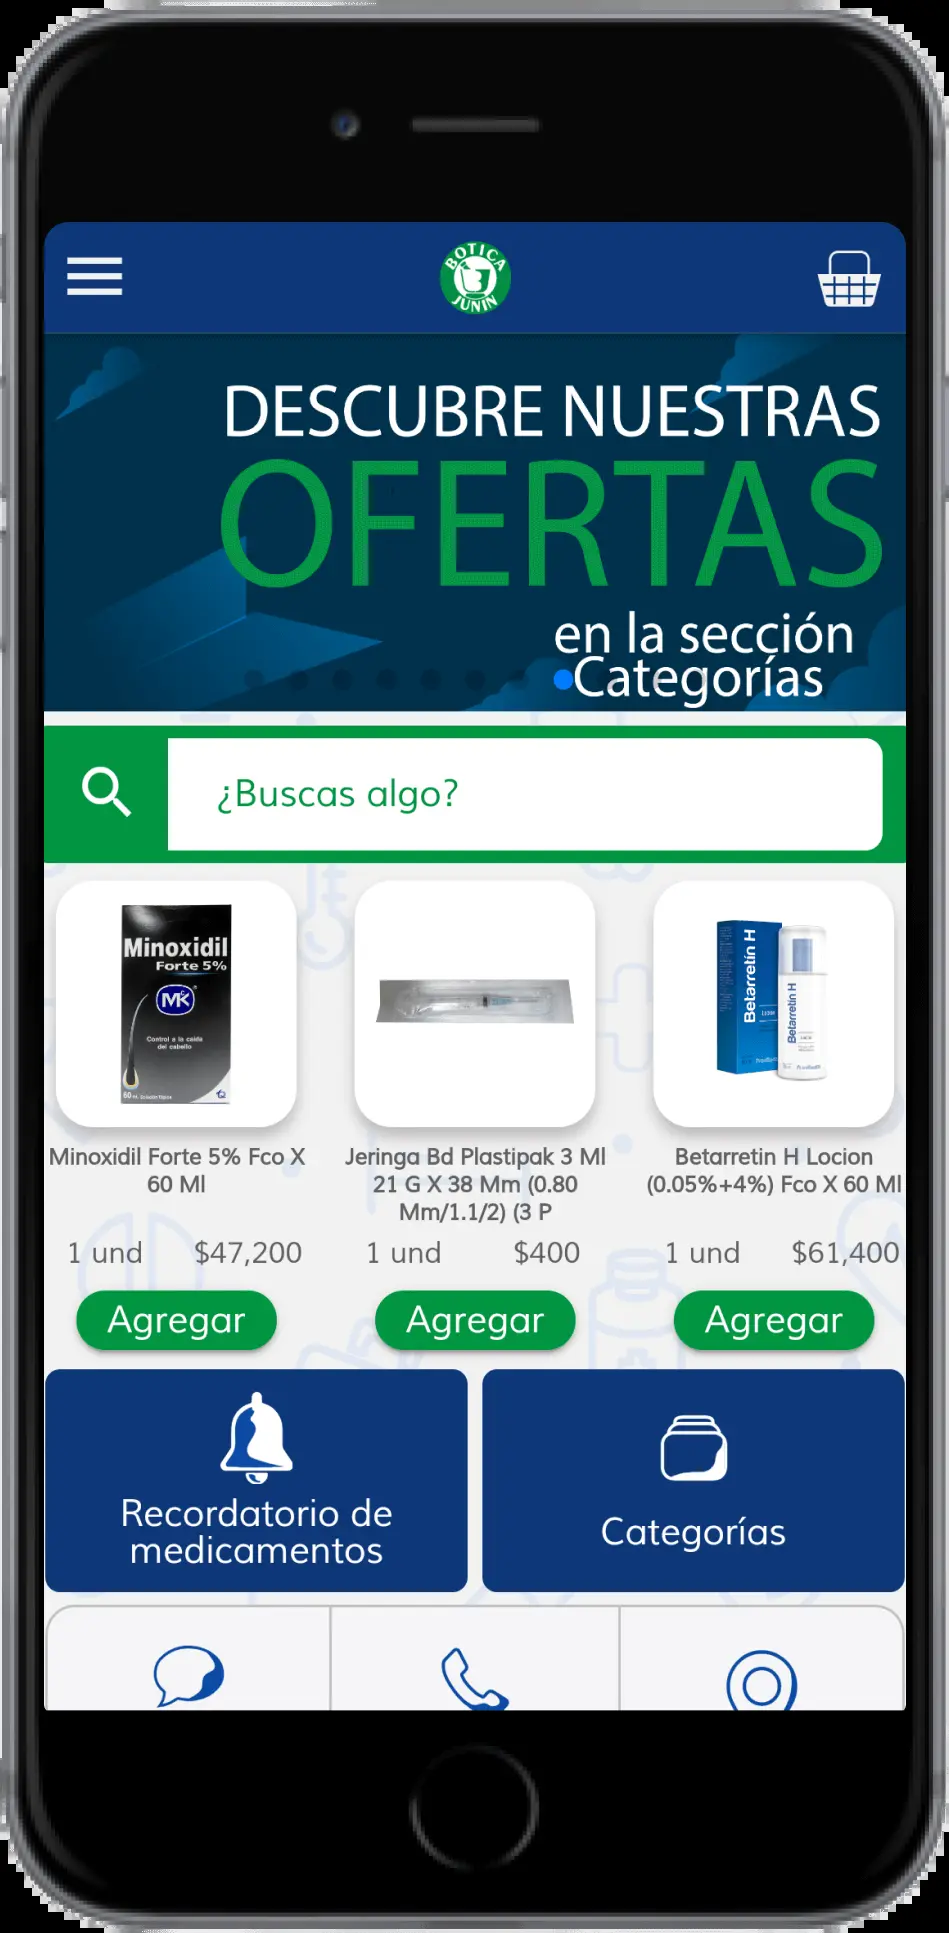 BOTICA
JUNIN
DESCUBRE NUESTRAS
OFERTAS
en la sección
Categorías
¿Buscas algo?
Minoxidil
Forte 5%
MK
Control a la caída
del cabello
Betarretín H
Betarretín H
Minoxidil Forte 5% Fco X
60 Ml
Jeringa Bd Plastipak 3 Ml
21 G X 38 Mm (0.80
Mm/1.1/2) (3 P
Betarretin H Locion
(0.05%+4%) Fco X 60 Ml
1 und $47,200
1 und $400
1 und $61,400
Agregar
Agregar
Agregar
Recordatorio de
medicamentos
Categorías